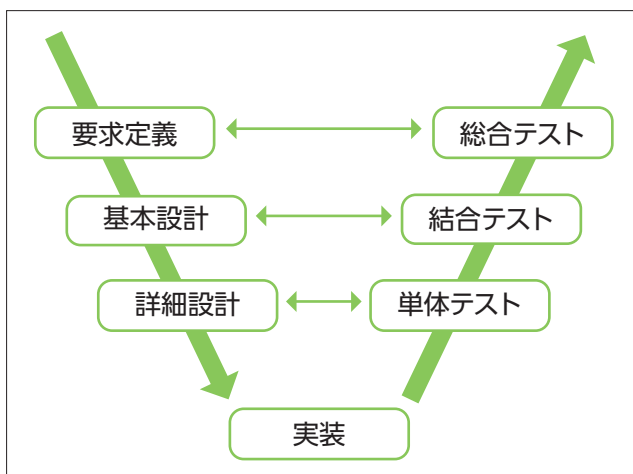 要求定義
総合テスト
基本設計
結合テスト
詳細設計
単体テスト
実装